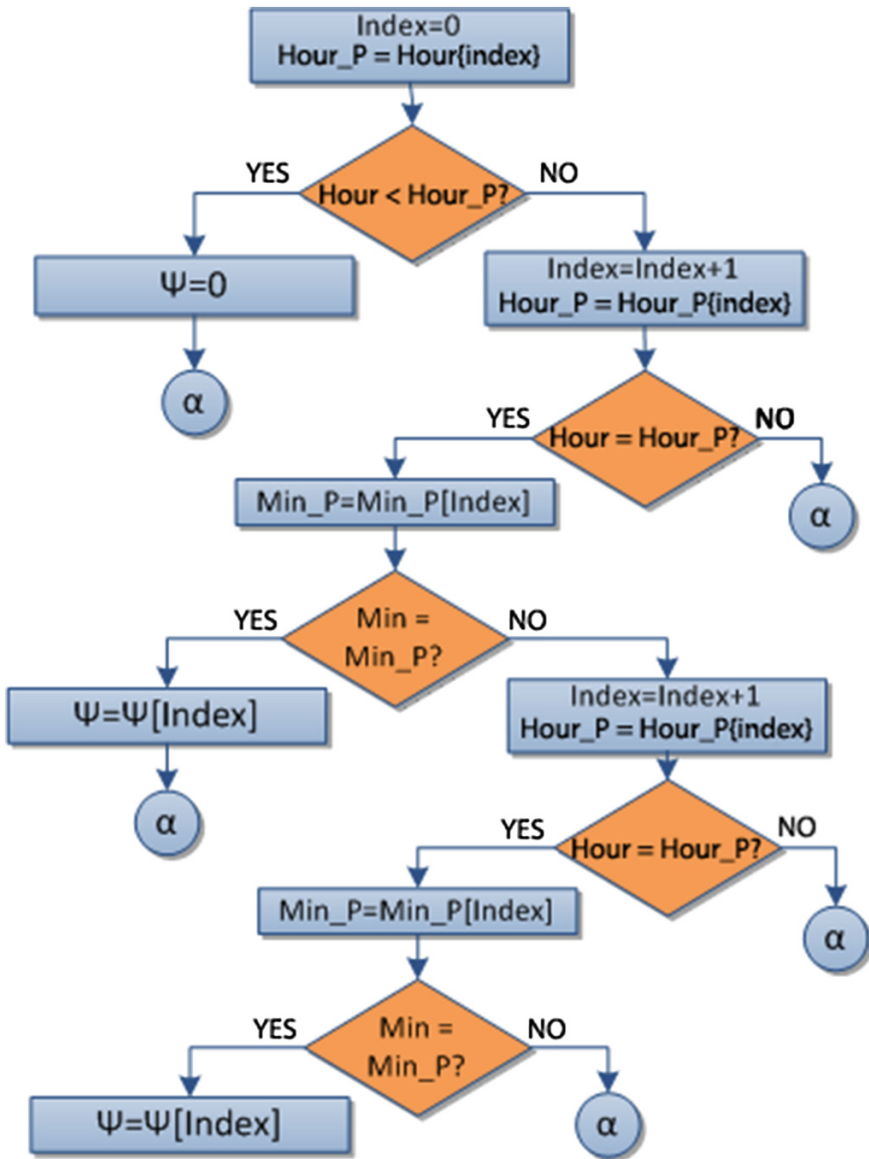 Index=0
Hour_P = Hour{index}
YES
Hour < Hour_P?
NO
Ψ=0
Index=Index+1
Hour_P = Hour_P{index}
α
YES
Hour = Hour_P?
NO
Min_P=Min_P[Index]
α
YES
Min =
Min_P?
NO
Ψ=Ψ[Index]
Index=Index+1
Hour_P = Hour_P{index}
α
YES
Hour = Hour_P?
NO
Min_P=Min_P[Index]
α
YES
Min =
Min_P?
NO
Ψ=Ψ[Index]
α